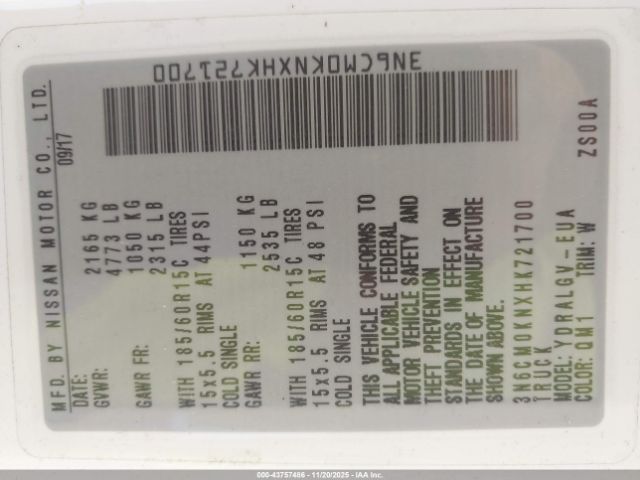 MFD. BY NISSAN MOTOR CO., LTD.
DATE: 09/17
GVWR: 2165 KG
4773 LB
GAWR FR: 1050 KG
2315 LB
WITH 185/60R15C TIRES
15x5.5 RIMS AT 44PSI
COLD SINGLE
GAWR RR: 1150 KG
2535 LB
WITH 185/60R15C TIRES
15x5.5 RIMS AT 48 PSI
COLD SINGLE
THIS VEHICLE CONFORMS TO
ALL APPLICABLE FEDERAL
MOTOR VEHICLE SAFETY AND
THEFT PREVENTION
STANDARDS IN EFFECT ON
THE DATE OF MANUFACTURE
SHOWN ABOVE.
3N6CM0KNXHK721700
TRUCK
MODEL: YDRALGV-EUA
COLOR: QM1 TRIM: W
ZS00A
3N6CM0KNXHK721700
000-43757486 - 11/20/2025 - IAA Inc.